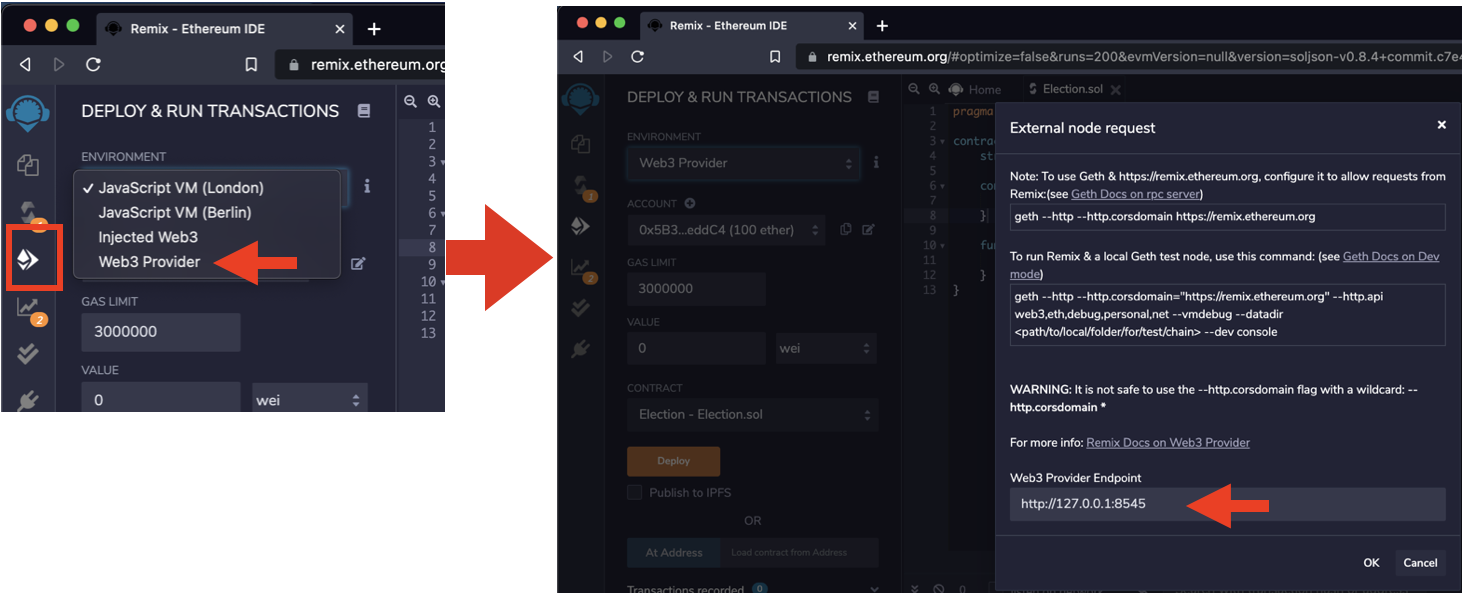 Remix - Ethereum IDE
remix.ethereum.org
DEPLOY & RUN TRANSACTIONS
ENVIRONMENT
✓ JavaScript VM (London)
JavaScript VM (Berlin)
Injected Web3
Web3 Provider
GAS LIMIT
3000000
VALUE
0
wei
1
2
1
2
3
4
5
6
7
8
9
10
11
12
13
Remix - Ethereum IDE
remix.ethereum.org/#optimize=false&runs=200&evmVersion=null&version=soljson-v0.8.4+commit.c7e4
DEPLOY & RUN TRANSACTIONS
ENVIRONMENT
Web3 Provider
ACCOUNT
0x5B3...eddC4 (100 ether)
GAS LIMIT
3000000
VALUE
0
wei
CONTRACT
Election - Election.sol
Deploy
Publish to IPFS
OR
At Address
Load contract from Address
Transactions recorded 0
1
2
Home
Election.sol
1 pragma
2
3 contrac
4 st
5
6 co
7
8 }
9
10 fu
11
12 }
13 }
0
External node request
Note: To use Geth & https://remix.ethereum.org, configure it to allow requests from
Remix:(see Geth Docs on rpc server)
geth --http --http.corsdomain https://remix.ethereum.org
To run Remix & a local Geth test node, use this command: (see Geth Docs on Dev
mode)
geth --http --http.corsdomain="https://remix.ethereum.org" --http.api
web3,eth,debug,personal,net --vmdebug --datadir
<path/to/local/folder/for/test/chain> --dev console
WARNING: It is not safe to use the --http.corsdomain flag with a wildcard: --
http.corsdomain *
For more info: Remix Docs on Web3 Provider
Web3 Provider Endpoint
http://127.0.0.1:8545
OK
Cancel